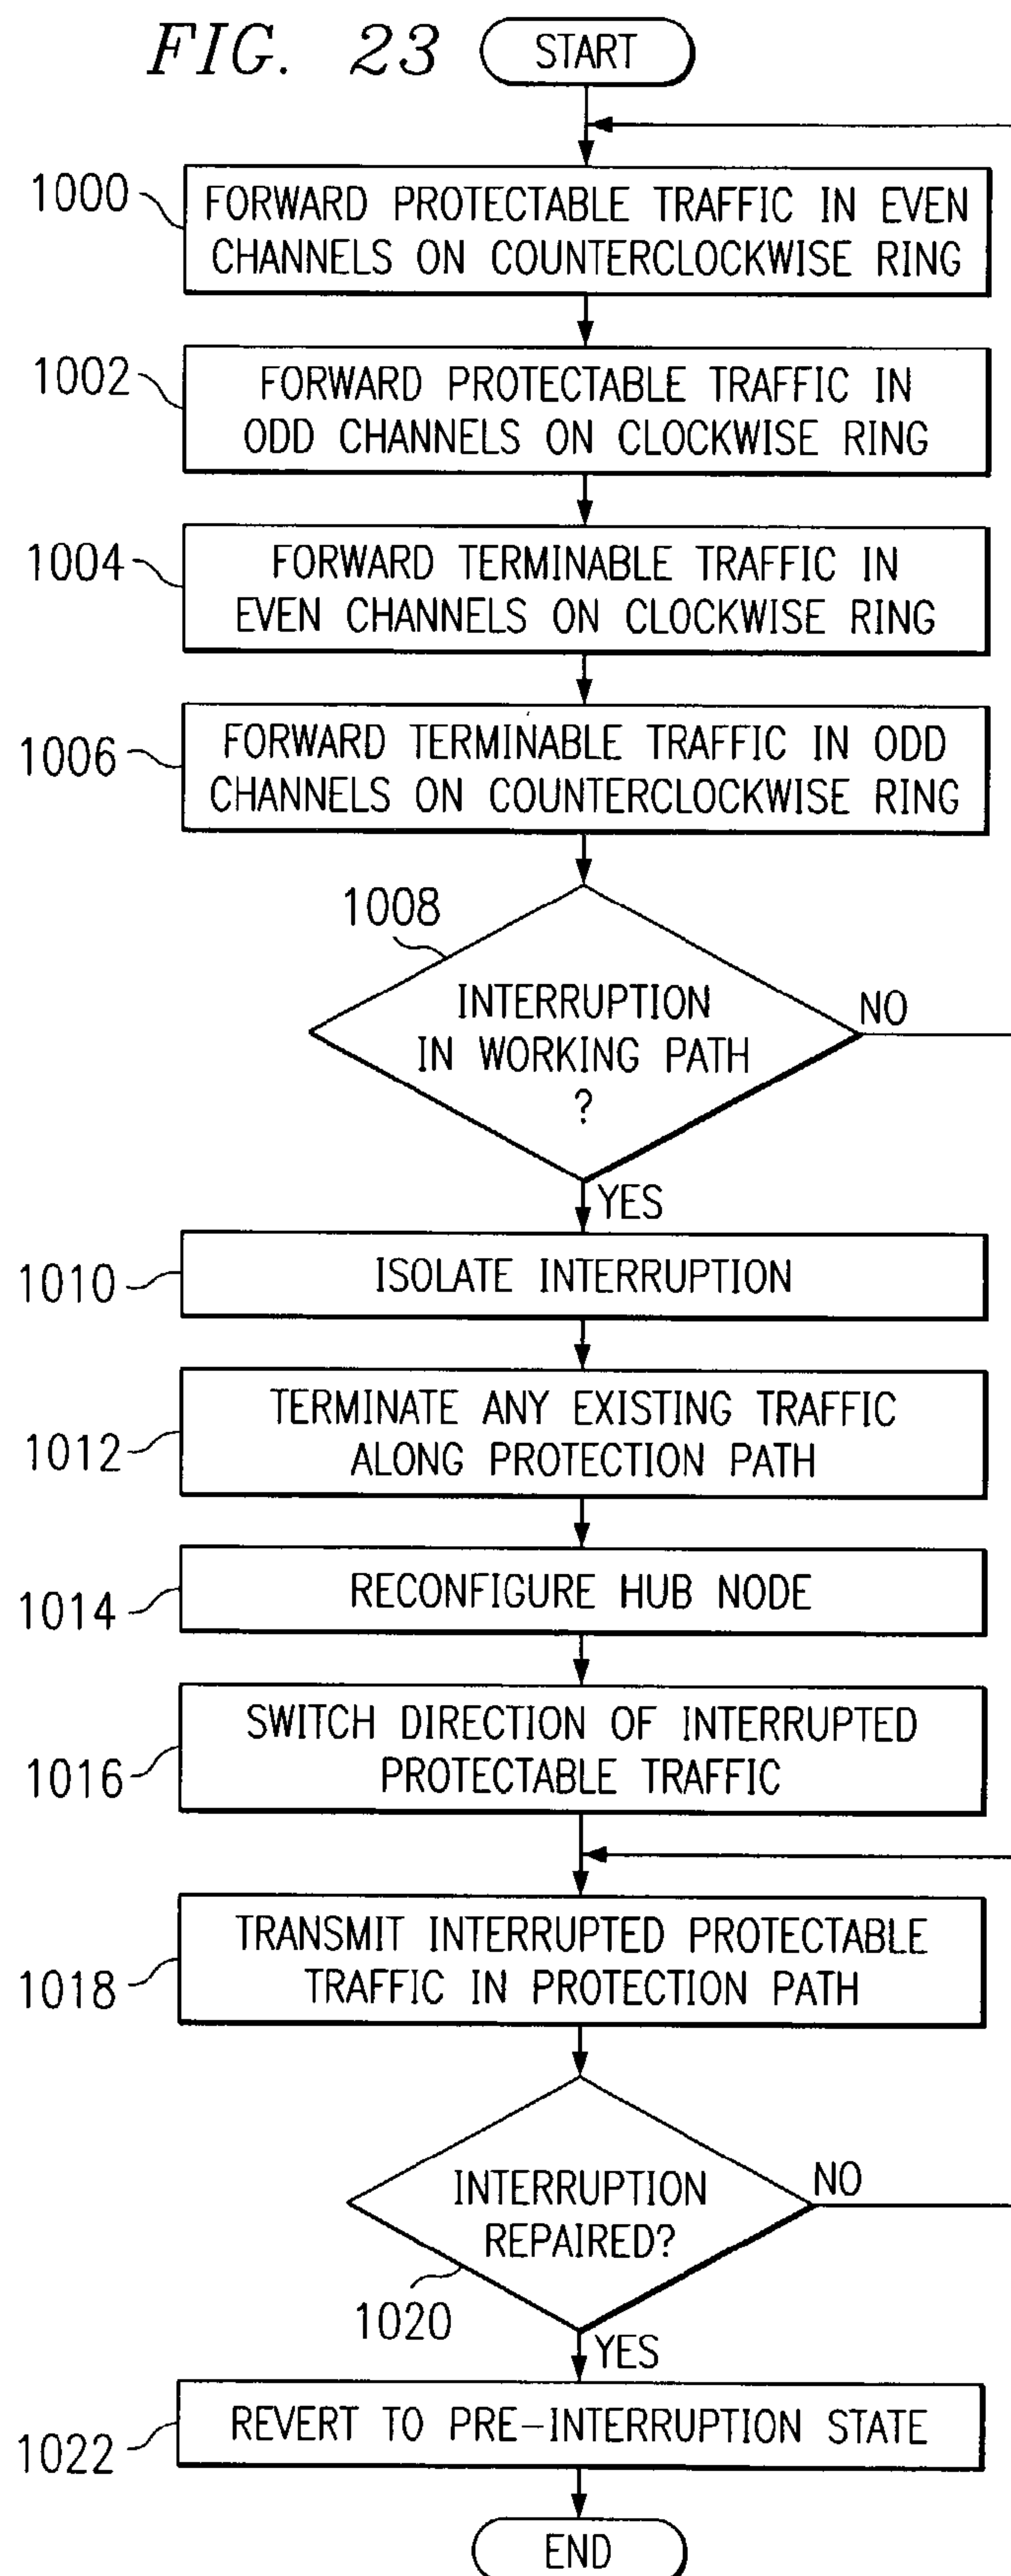 FIG. 23
START
1000
FORWARD PROTECTABLE TRAFFIC IN EVEN
CHANNELS ON COUNTERCLOCKWISE RING
1002
FORWARD PROTECTABLE TRAFFIC IN
ODD CHANNELS ON CLOCKWISE RING
1004
FORWARD TERMINABLE TRAFFIC IN
EVEN CHANNELS ON CLOCKWISE RING
1006
FORWARD TERMINABLE TRAFFIC IN ODD
CHANNELS ON COUNTERCLOCKWISE RING
1008
INTERRUPTION
IN WORKING PATH
?
NO
YES
1010
ISOLATE INTERRUPTION
1012
TERMINATE ANY EXISTING TRAFFIC
ALONG PROTECTION PATH
1014
RECONFIGURE HUB NODE
1016
SWITCH DIRECTION OF INTERRUPTED
PROTECTABLE TRAFFIC
1018
TRANSMIT INTERRUPTED PROTECTABLE
TRAFFIC IN PROTECTION PATH
INTERRUPTION
REPAIRED?
NO
1020
YES
1022
REVERT TO PRE-INTERRUPTION STATE
END